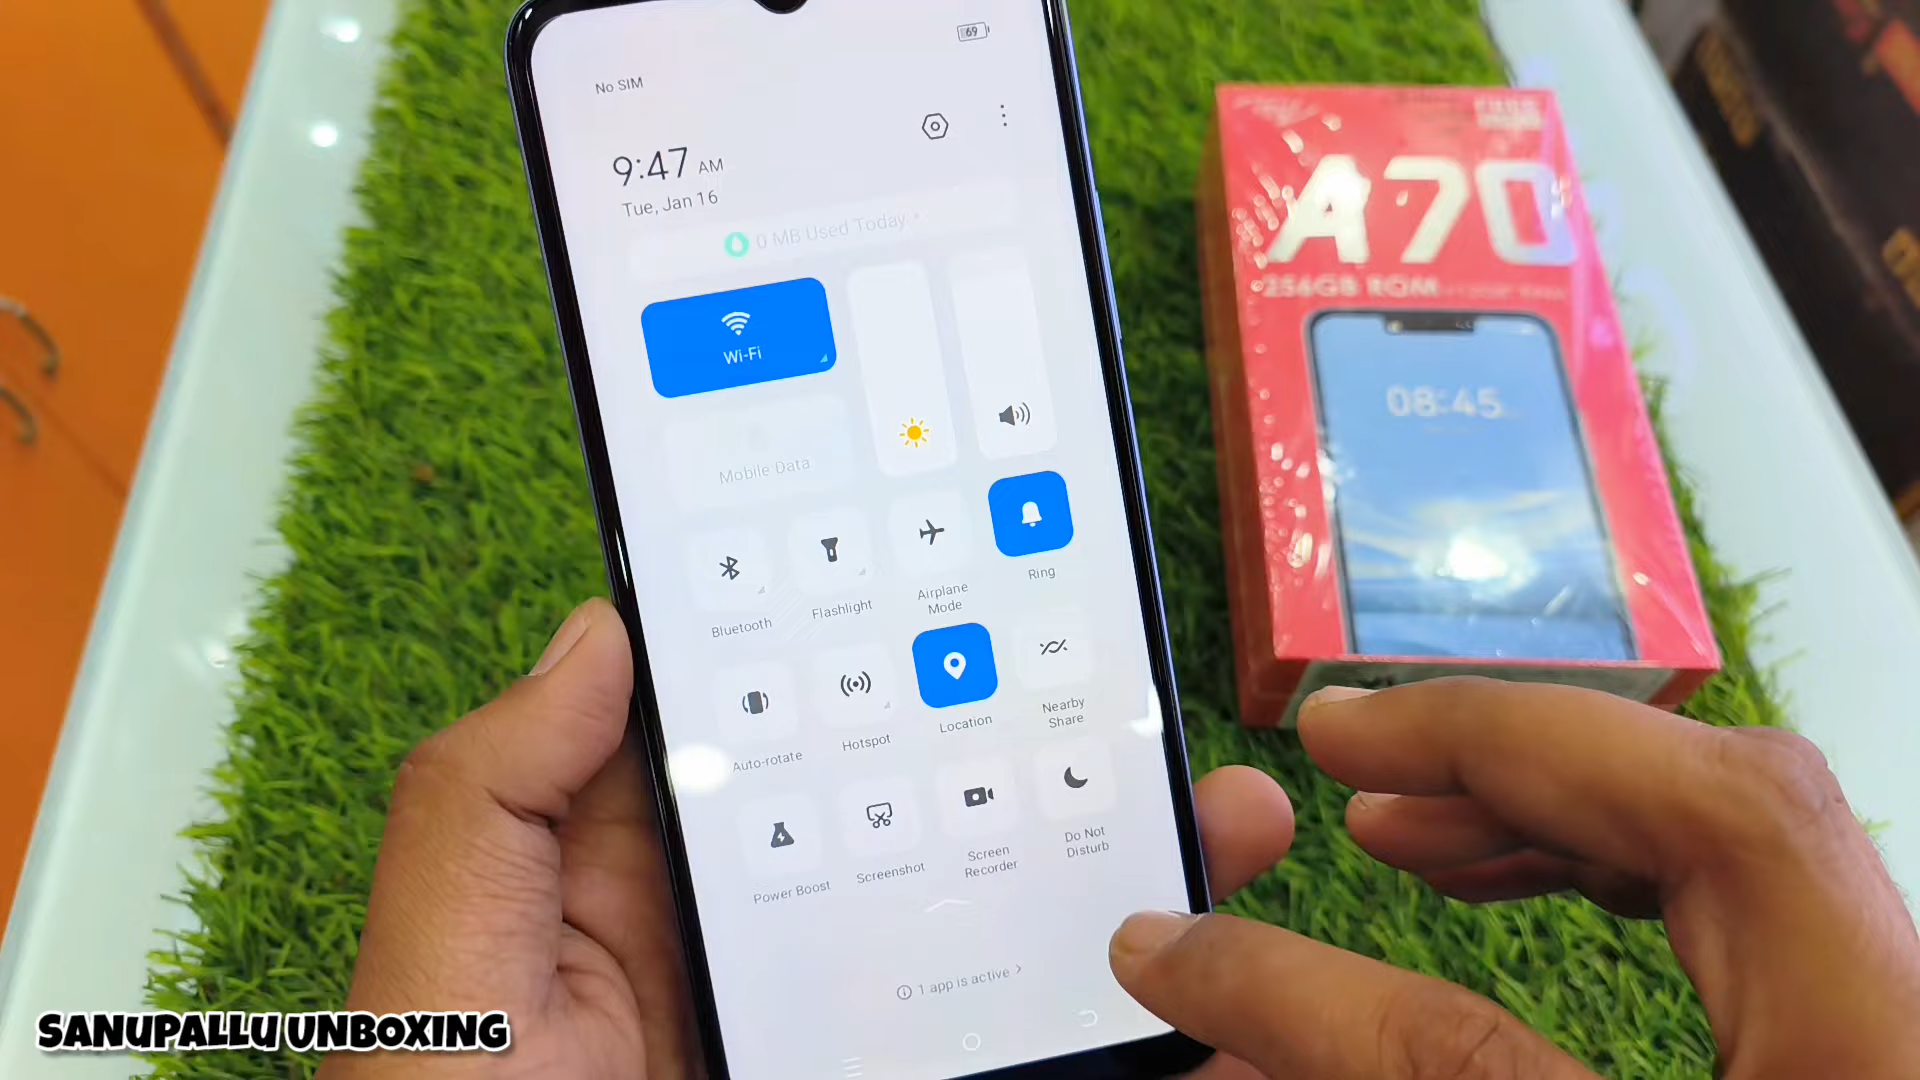 69
No SIM
9:47 AM
Tue, Jan 16
0 MB Used Today
Wi-Fi
Mobile Data
Bluetooth
Flashlight
Airplane
Mode
Ring
Auto-rotate
Hotspot
Location
Nearby
Share
Power Boost
Screenshot
Screen
Recorder
Do Not
Disturb
1 app is active
A70
256GB ROM
08:45
SANUPALLU UNBOXING